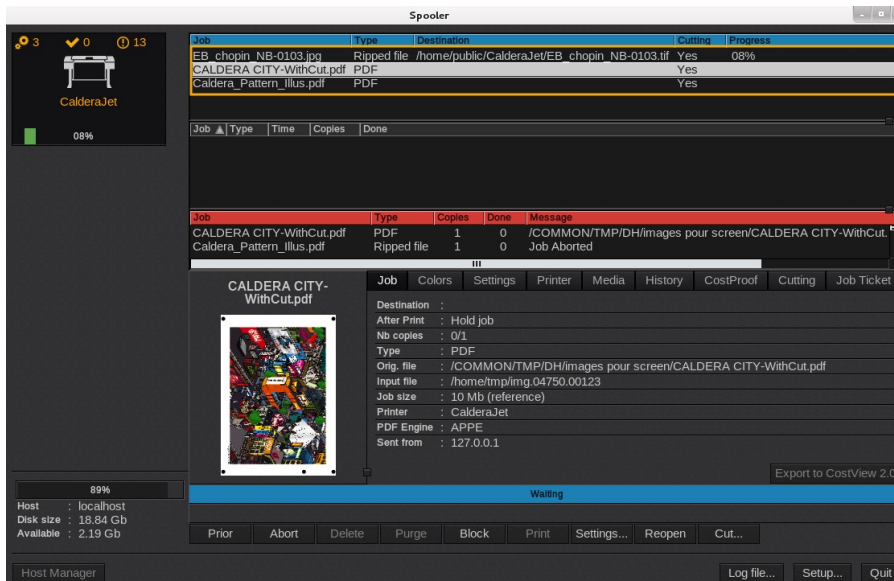 Spooler
3 0 13
CalderaJet
08%
Job Type Destination Cutting Progress
EB_chopin_NB-0103.jpg Ripped file /home/public/CalderaJet/EB_chopin_NB-0103.tif Yes 08%
CALDERA CITY-WithCut.pdf PDF Yes
Caldera_Pattern_Illus.pdf PDF Yes
Job Type Time Copies Done
Job Type Copies Done Message
CALDERA CITY-WithCut.pdf PDF 1 0 /COMMON/TMP/DH/images pour screen/CALDERA CITY-WithCut.
Caldera_Pattern_Illus.pdf Ripped file 1 0 Job Aborted
CALDERA CITY-
WithCut.pdf
Job Colors Settings Printer Media History CostProof Cutting Job Ticket
Destination :
After Print : Hold job
Nb copies : 0/1
Type : PDF
Orig. file : /COMMON/TMP/DH/images pour screen/CALDERA CITY-WithCut.pdf
Input file : /home/tmp/img.04750.00123
Job size : 10 Mb (reference)
Printer : CalderaJet
PDF Engine : APPE
Sent from : 127.0.0.1
Export to CostView 2.0
Waiting
89%
Host : localhost
Disk size : 18.84 Gb
Available : 2.19 Gb
Prior Abort Delete Purge Block Print Settings... Reopen Cut...
Host Manager Log file... Setup... Quit